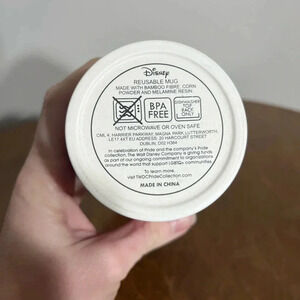 Disney
REUSABLE MUG
MADE WITH BAMBOO FIBRE, CORN
POWDER AND MELAMINE RESIN.
BPA
FREE
DISHWASHER
TOP
RACK
ONLY
NOT MICROWAVE OR OVEN SAFE
CML 4, HARRIER PARKWAY, MAGNA PARK, LUTTERWORTH,
LE17 4XT EU ADDRESS: 20 HARCOURT STREET
DUBLIN, D02 H364
In celebration of Pride and the company's Pride
collection, The Walt Disney Company is giving funds
as part of our ongoing commitment to organizations
around the world that support LGBTQ+ communities.
To learn more, visit
visit TWDCPrideCollection.com
MADE IN CHINA